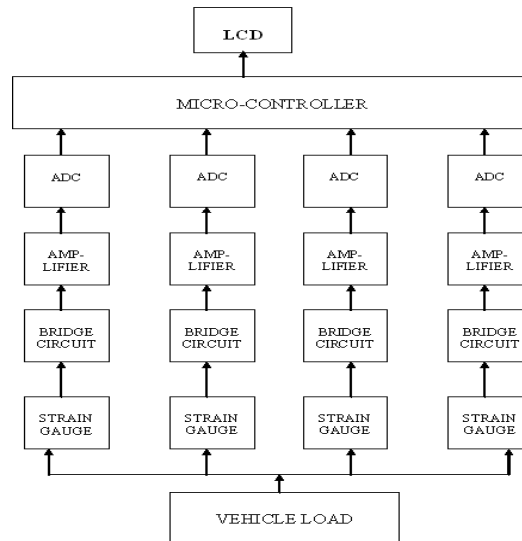 LCD
MICRO-CONTROLLER
ADC ADC ADC ADC
AMP- AMP- AMP- AMP-
LIFIER LIFIER LIFIER LIFIER
BRIDGE BRIDGE BRIDGE BRIDGE
CIRCUIT CIRCUIT CIRCUIT CIRCUIT
STRAIN STRAIN STRAIN STRAIN
GAUGE GAUGE GAUGE GAUGE
VEHICLE LOAD